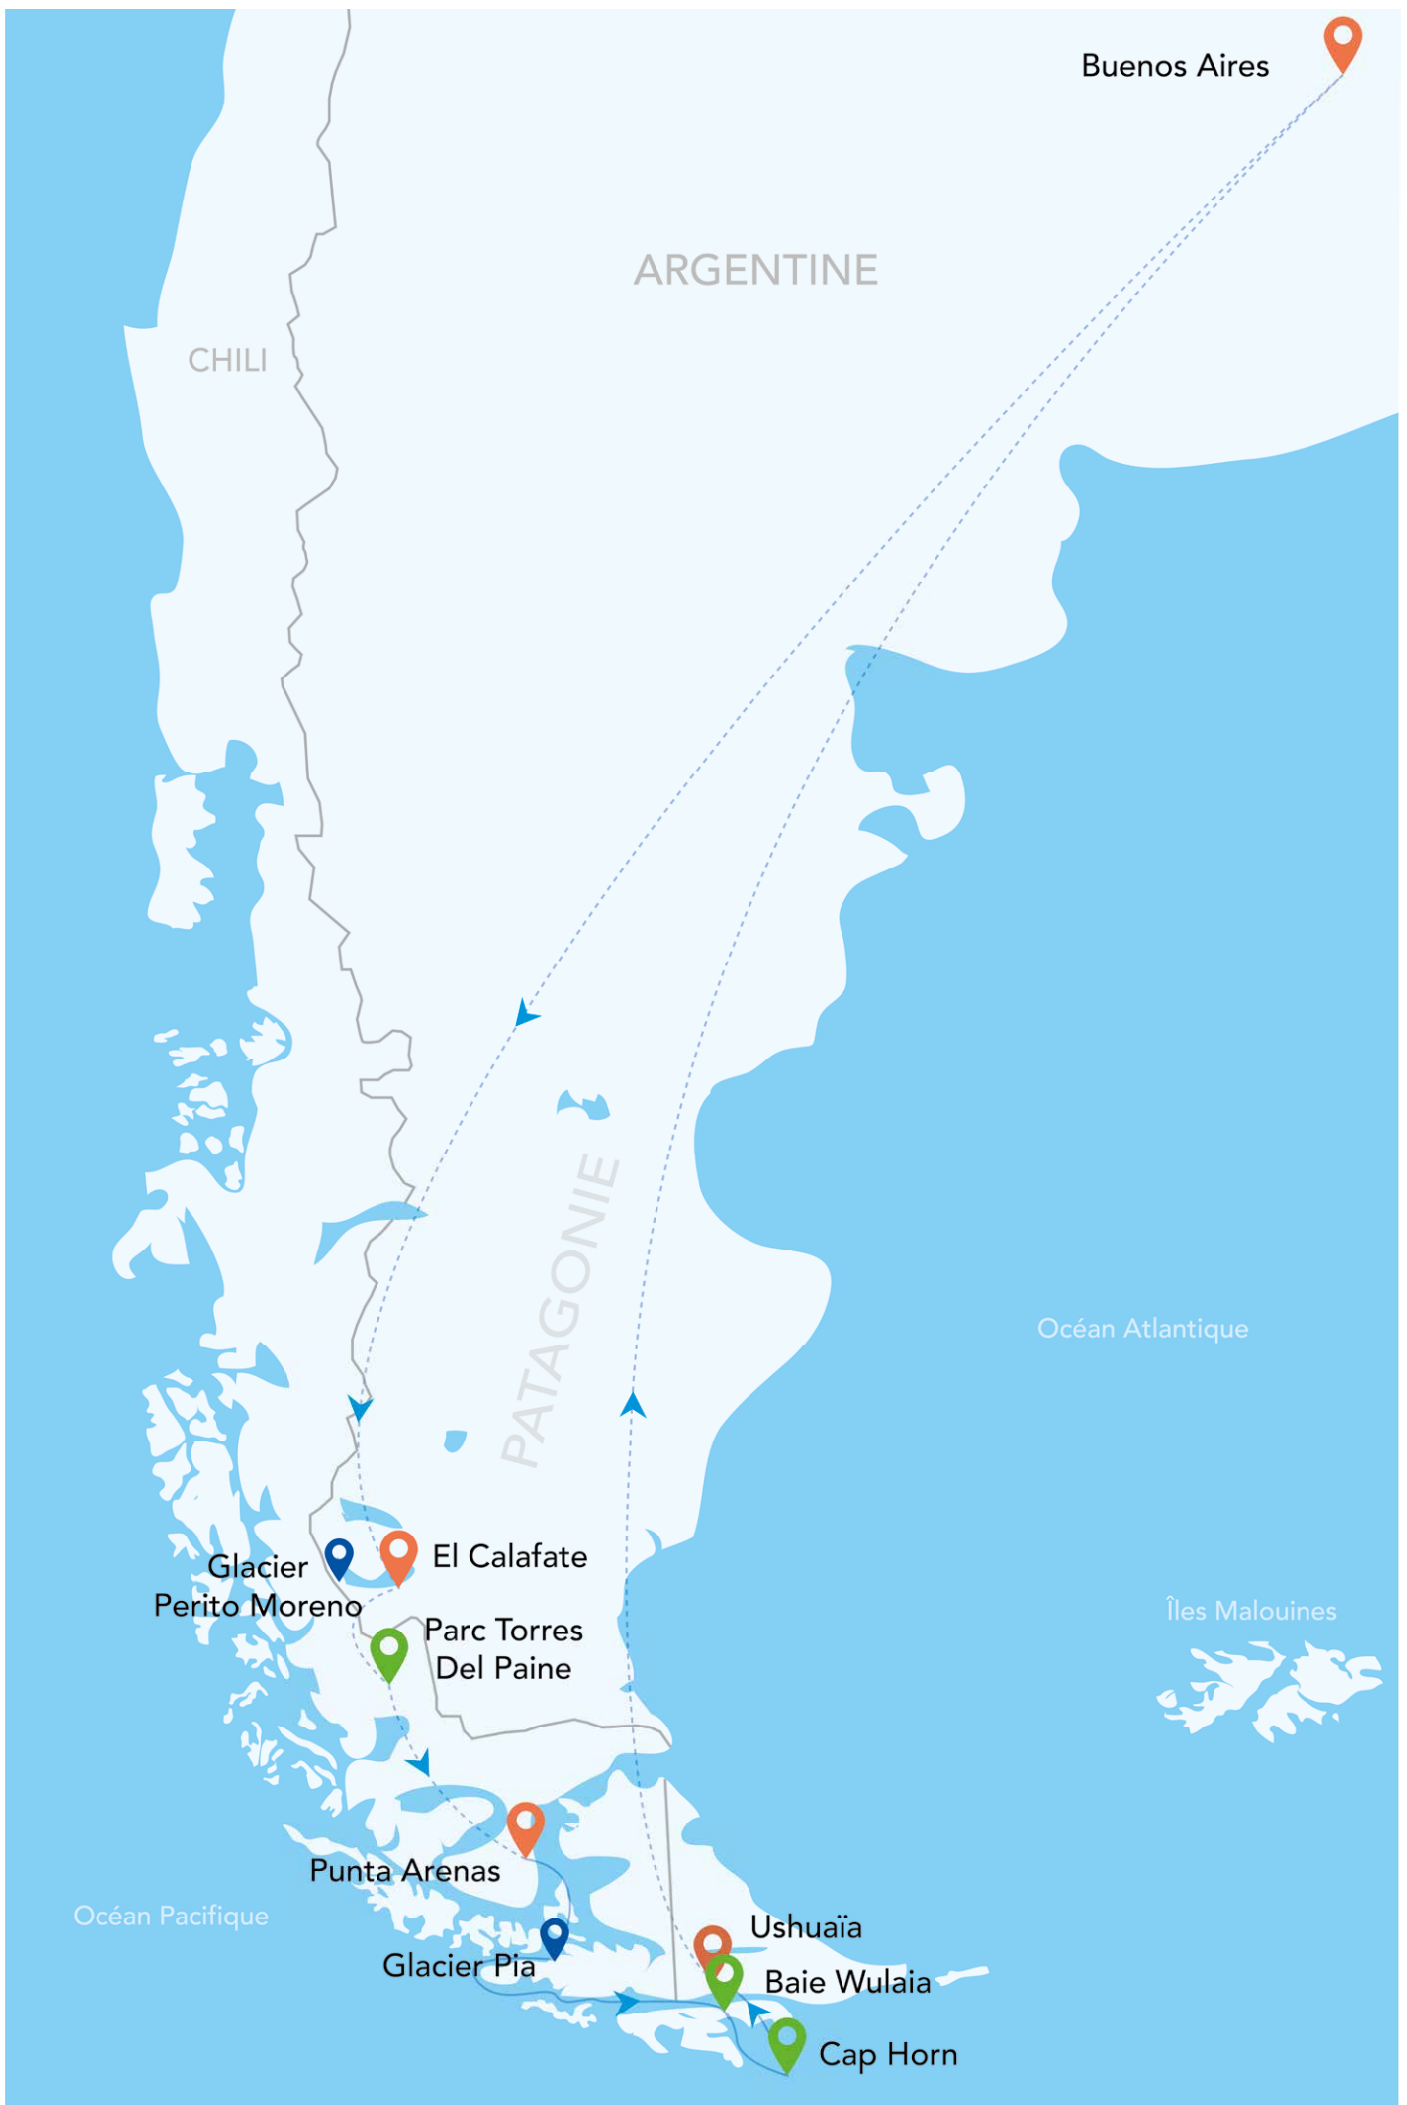 Buenos Aires
ARGENTINE
CHILI
PATAGONIE
Océan Atlantique
El Calafate
Glacier
Perito Moreno
Îles Malouines
Parc Torres
Del Paine
Punta Arenas
Océan Pacifique
Ushuaïa
Glacier Pia
Baie Wulaia
Cap Horn